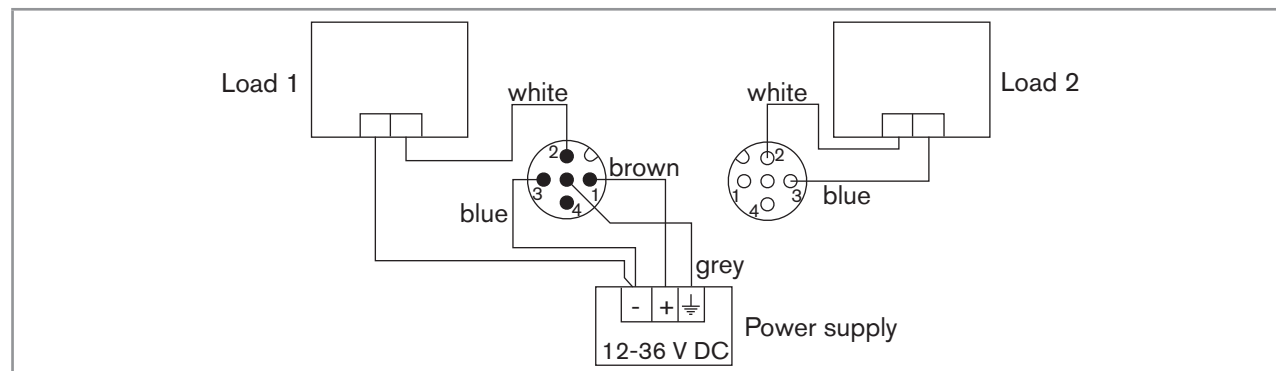 Load 1
white
2
3
1
4
brown
blue
grey
- +
12-36 V DC
Power supply
white
2
1
3
4
blue
Load 2